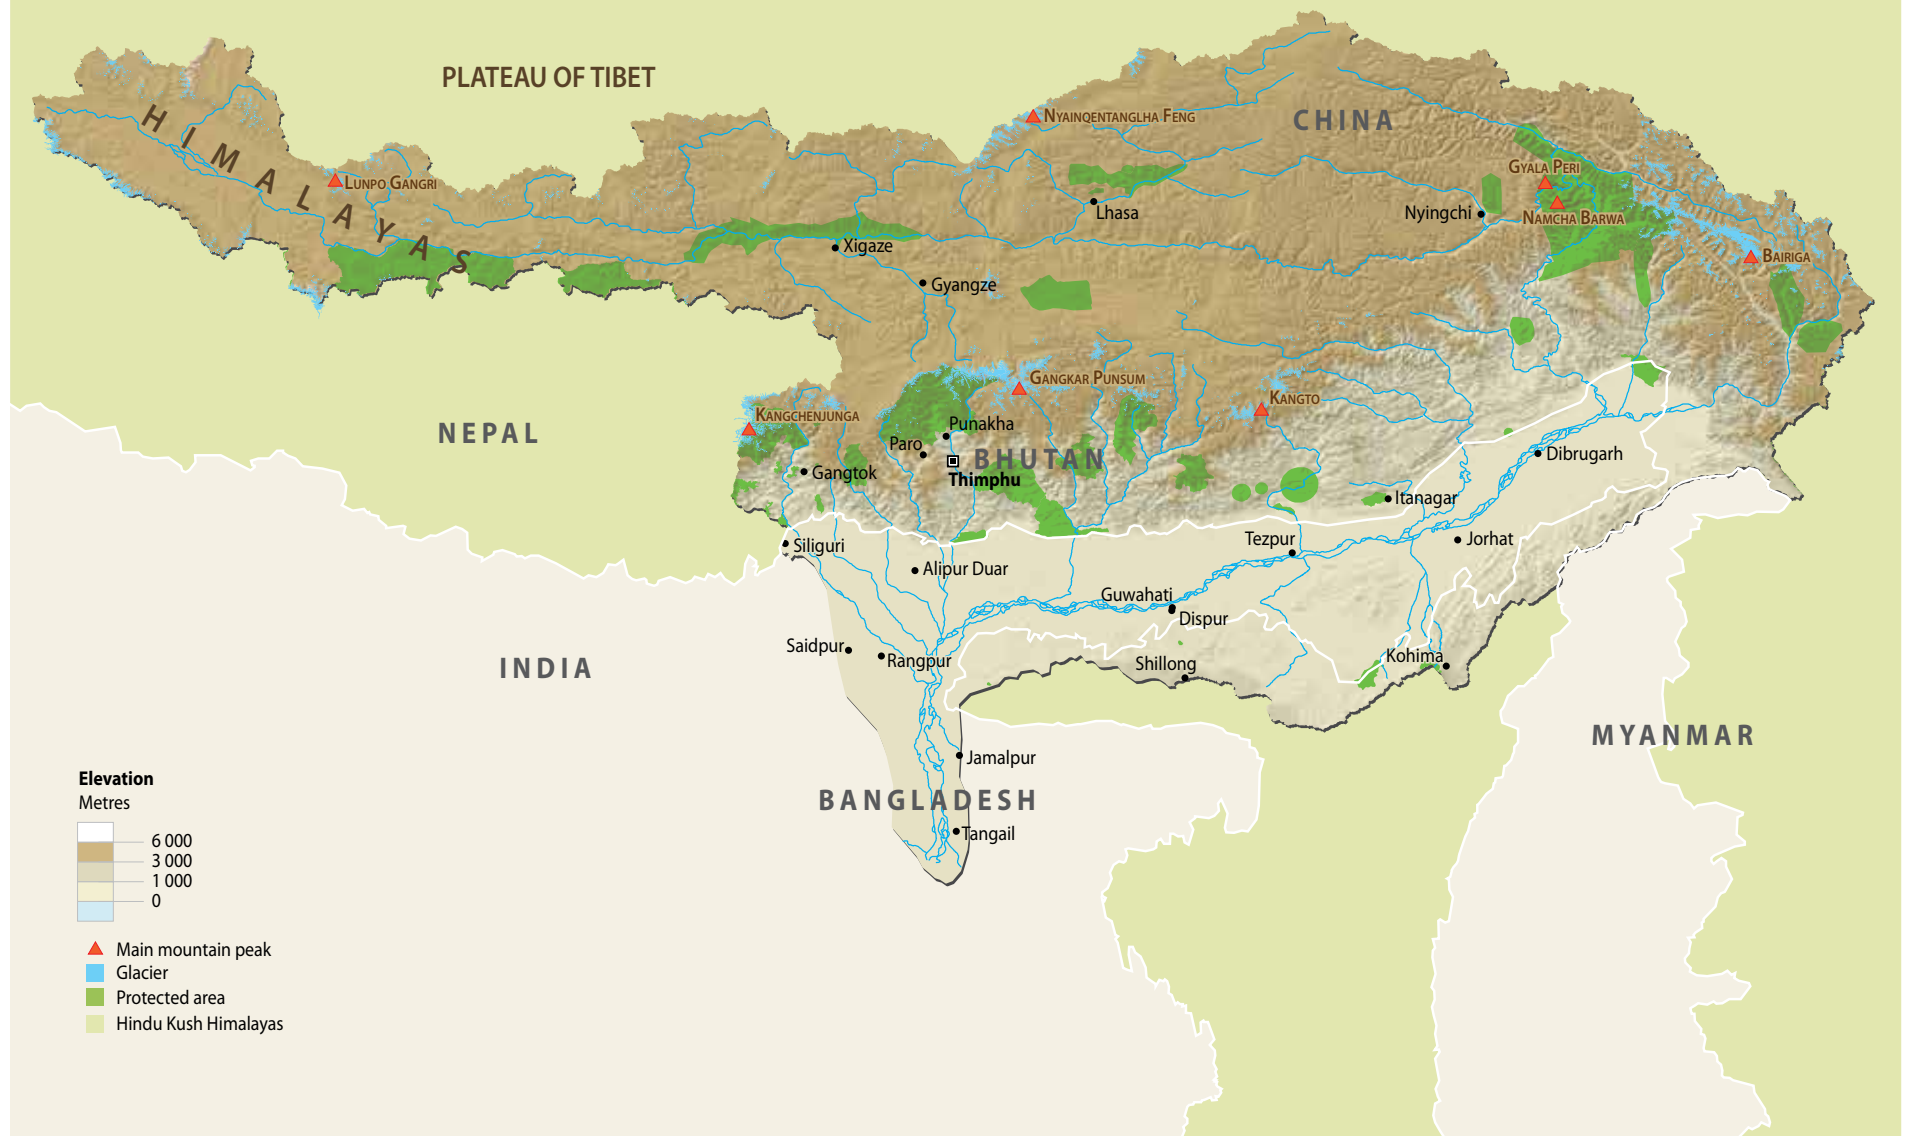 PLATEAU OF TIBET
HIMALAYAS
NYAINQENTANGLHA FENG
CHINA
GYALA PERI
LUNPO GANGRI
Lhasa
Nyingchi
NAMCHA BARWA
Xigaze
BAIRIGA
Gyangze
GANGKAR PUNSUM
KANGTO
KANGCHENJUNGA
NEPAL
Punakha
Paro
BHUTAN
Dibrugarh
Gangtok
Thimphu
Itanagar
Siliguri
Tezpur
Jorhat
Alipur Duar
Guwahati
Dispur
Saidpur
Rangpur
INDIA
Shillong
Kohima
MYANMAR
Jamalpur
BANGLADESH
Tangail
Elevation
Metres
6 000
3 000
1 000
0
Main mountain peak
Glacier
Protected area
Hindu Kush Himalayas